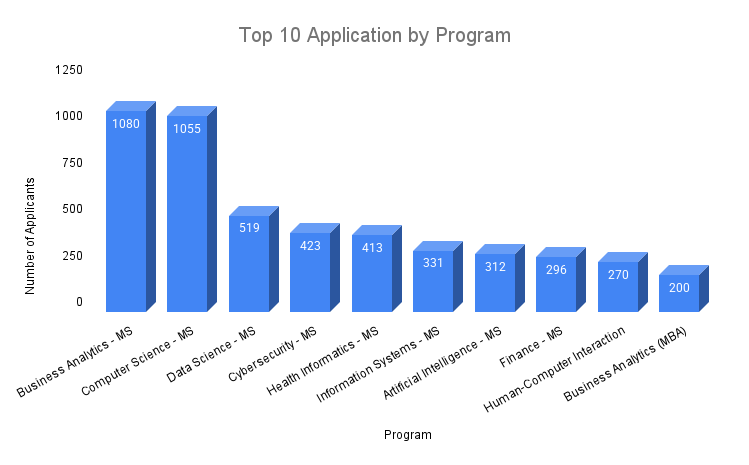 Top 10 Application by Program
Number of Applicants
1250
1000
750
500
250
0
1080
1055
519
423
413
331
312
296
270
200
Business Analytics - MS
Computer Science - MS
Data Science - MS
Cybersecurity - MS
Health Informatics - MS
Information Systems - MS
Artificial Intelligence - MS
Finance - MS
Human-Computer Interaction
Business Analytics (MBA)
Program